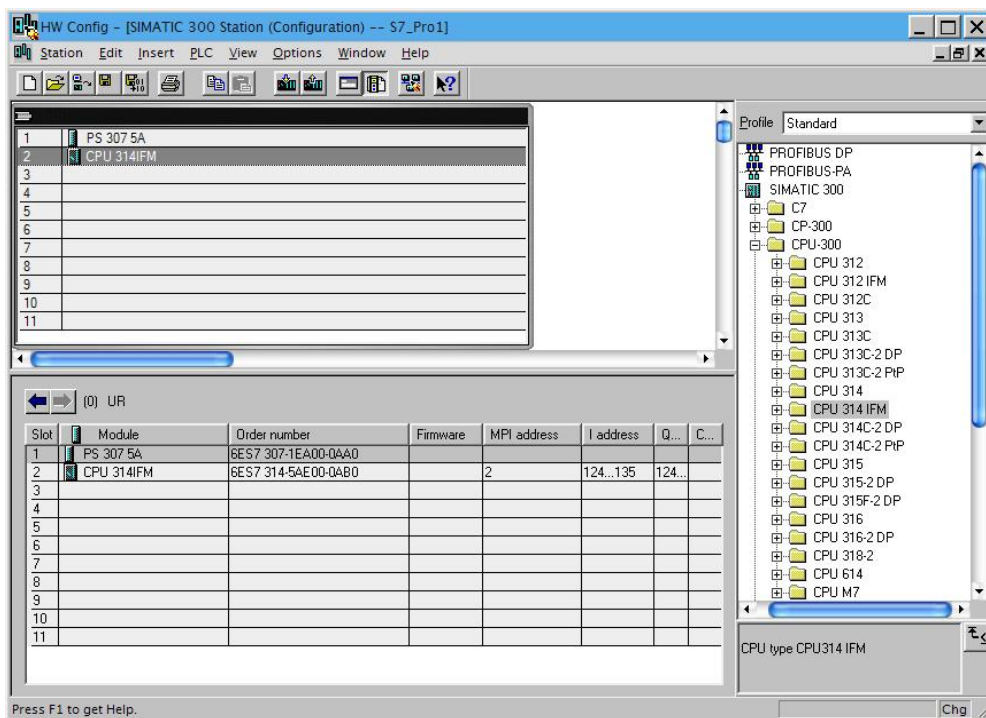 HW Config - [SIMATIC 300 Station (Configuration) -- S7_Pro1]
Station Edit Insert PLC View Options Window Help
1 PS 307 5A
2 CPU 314IFM
3
4
5
6
7
8
9
10
11
(0) UR
Slot Module Order number Firmware MPI address I address Q... C...
1 PS 307 5A 6ES7 307-1EA00-0AA0
2 CPU 314IFM 6ES7 314-5AE00-0AB0 2 124...135 124...
3
4
5
6
7
8
9
10
11
Profile Standard
PROFIBUS DP
PROFIBUS-PA
SIMATIC 300
C7
CP-300
CPU-300
CPU 312
CPU 312 IFM
CPU 312C
CPU 313
CPU 313C
CPU 313C-2 DP
CPU 313C-2 PtP
CPU 314
CPU 314 IFM
CPU 314C-2 DP
CPU 314C-2 PtP
CPU 315
CPU 315-2 DP
CPU 315F-2 DP
CPU 316
CPU 316-2 DP
CPU 318-2
CPU 614
CPU M7
CPU type CPU314 IFM
Press F1 to get Help.
Chg